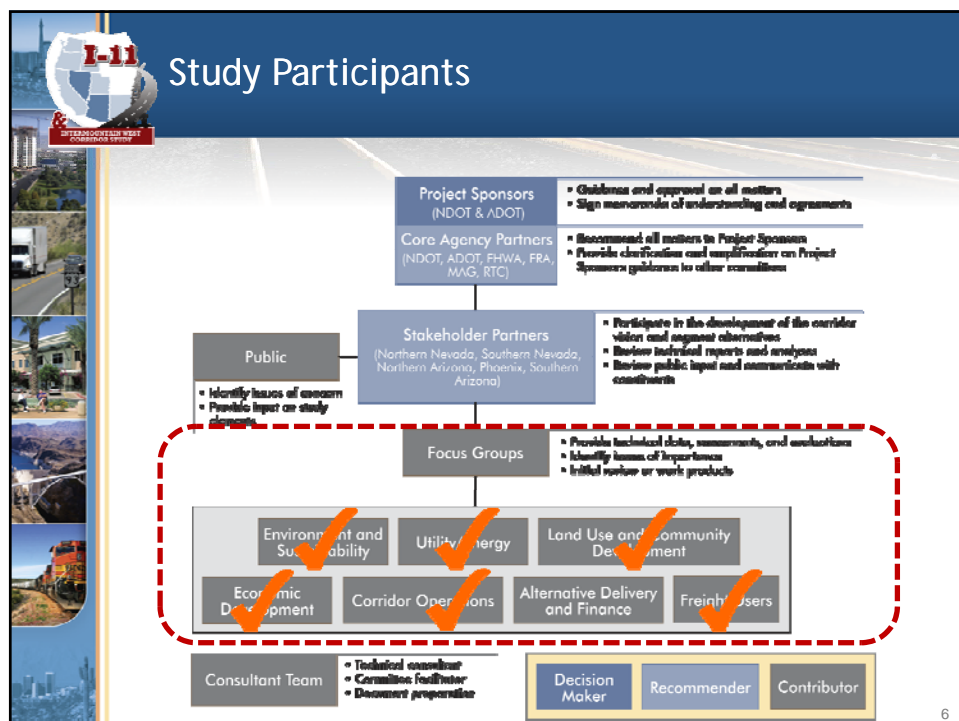 I-11
&
INTERMOUNTAIN WEST
CORRIDOR STUDY
Study Participants
Project Sponsors
(NDOT & ADOT)
• Guidance and approval on all matters
• Sign memoranda of understanding and agreements
Core Agency Partners
(NDOT, ADOT, FHWA, FRA,
MAG, RTC)
• Recommend all matters to Project Sponsors
• Provide clarification and amplification on Project
Sponsors guidance to other committees
Stakeholder Partners
(Northern Nevada, Southern Nevada,
Northern Arizona, Phoenix, Southern
Arizona)
• Participate in the development of the corridor
vision and segment alternatives
• Review technical reports and analyses
• Review public input and communicate with
constituents
Public
• Identify issues of concern
• Provide input on study
elements
Focus Groups
• Provide technical data, assessments, and evaluations
• Identify issues of importance
• Initial review or work products
Environment and
Sustainability
Utility/Energy
Land Use and Community
Development
Economic
Development
Corridor Operations
Alternative Delivery
and Finance
Freight Users
Consultant Team
• Technical consultant
• Committee facilitator
• Document preparation
Decision
Maker
Recommender
Contributor
6